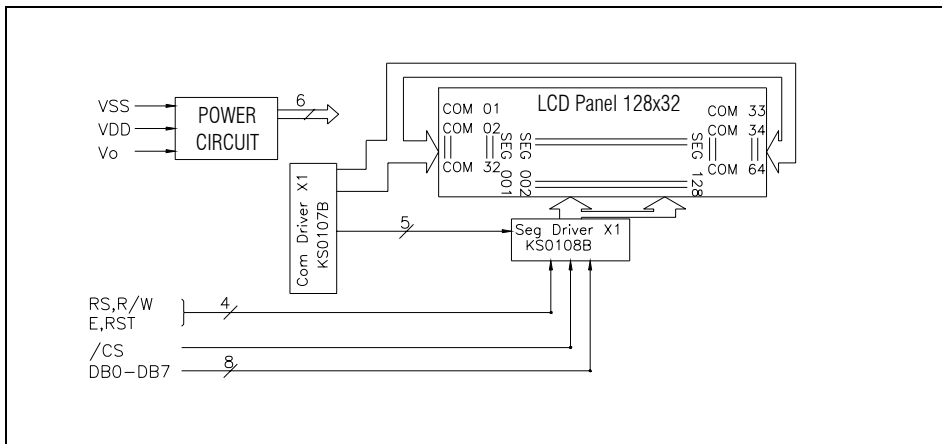 VSS
VDD
Vo
POWER
CIRCUIT
6
LCD Panel 128x32
COM 01
COM 02
COM 32
SEG 001
SEG 002
SEG 128
COM 33
COM 34
COM 64
Com Driver X1
KS0107B
5
Seg Driver X1
KS0108B
RS,R/W
E,RST
4
/CS
DB0-DB7
8